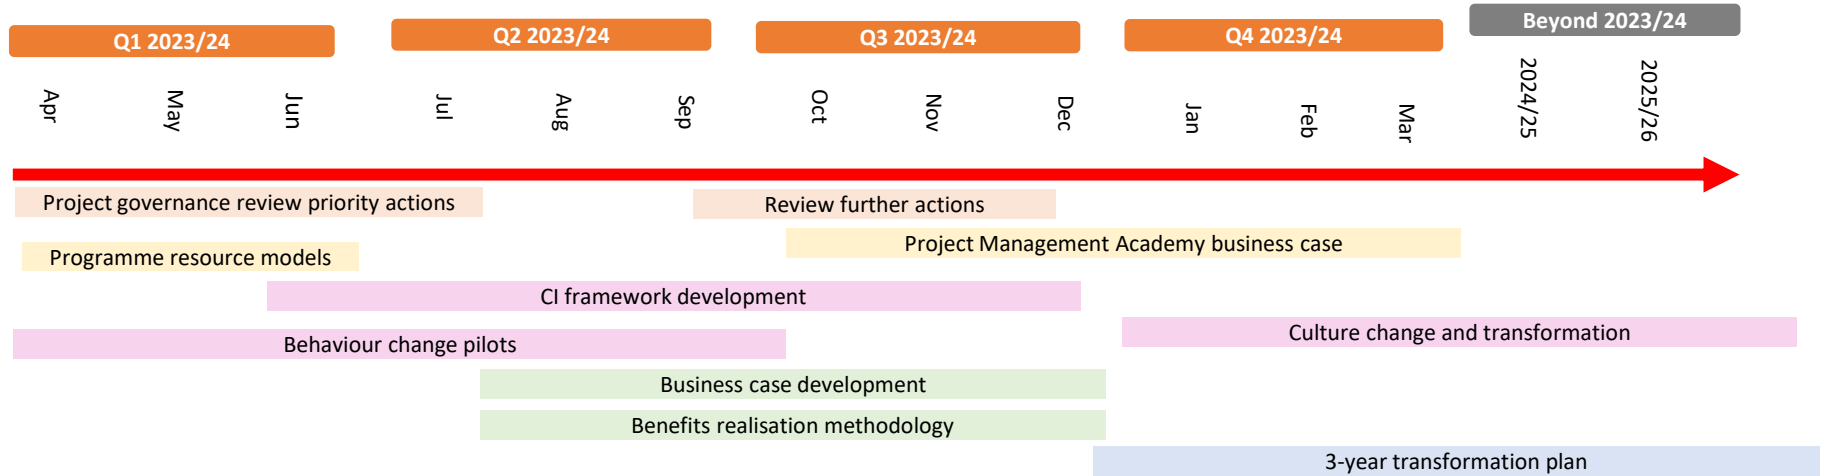 Q1 2023/24
Q2 2023/24
Q3 2023/24
Q4 2023/24
Beyond 2023/24
Apr
May
Jun
Jul
Aug
Sep
Oct
Nov
Dec
Jan
Feb
Mar
2024/25
2025/26
Project governance review priority actions
Review further actions
Programme resource models
Project Management Academy business case
CI framework development
Behaviour change pilots
Culture change and transformation
Business case development
Benefits realisation methodology
3-year transformation plan